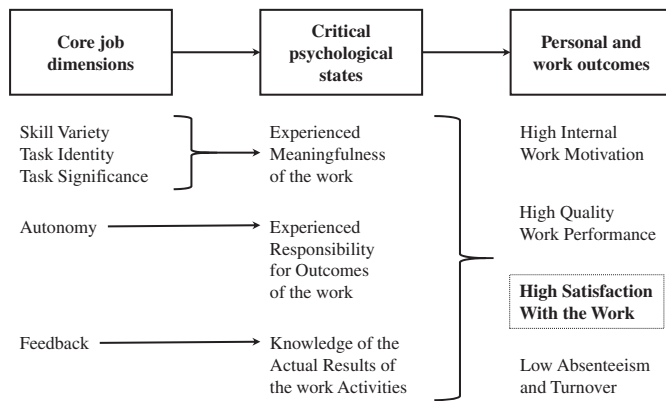 Core job
dimensions
Critical
psychological
states
Personal and
work outcomes
Skill Variety
Task Identity
Task Significance
Experienced
Meaningfulness
of the work
Autonomy
Experienced
Responsibility
for Outcomes
of the work
Feedback
Knowledge of the
Actual Results of
the work Activities
High Internal
Work Motivation
High Quality
Work Performance
High Satisfaction
With the Work
Low Absenteeism
and Turnover